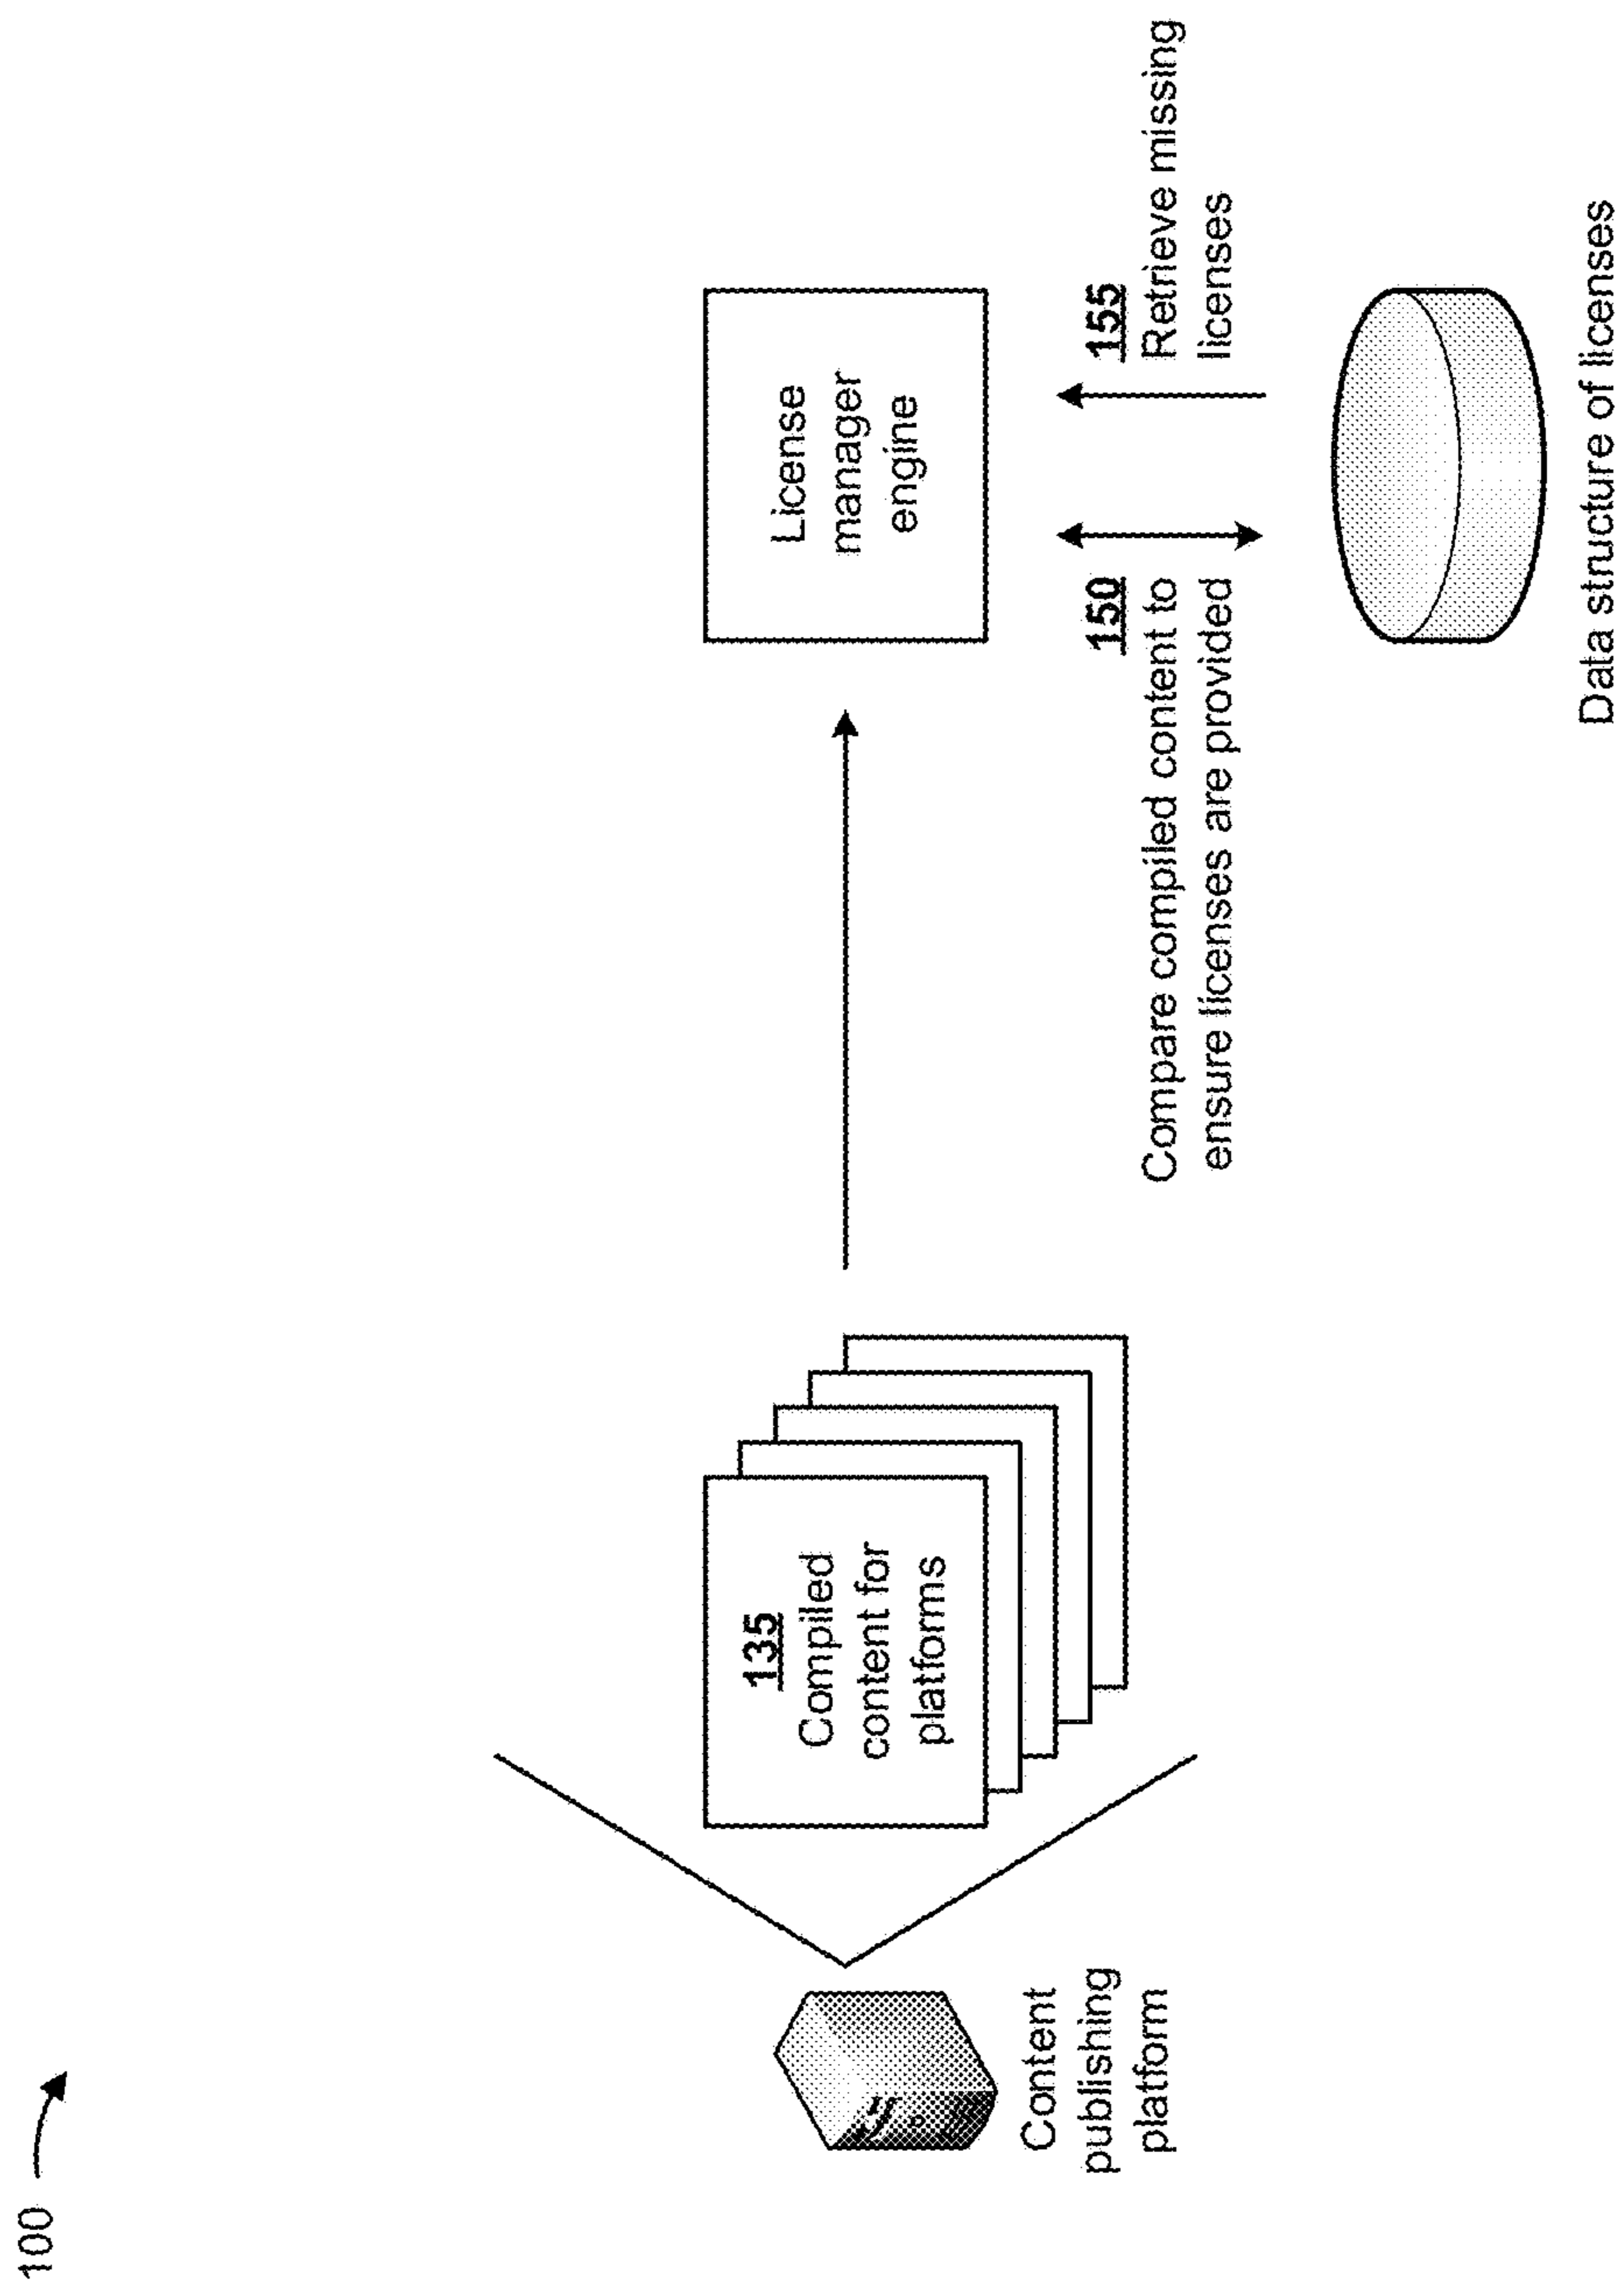 100
135
Compiled
content for
platforms
Content
publishing
platform
License
manager
engine
150
Compare compiled content to
ensure licenses are provided
155
Retrieve missing
licenses
Data structure of licenses